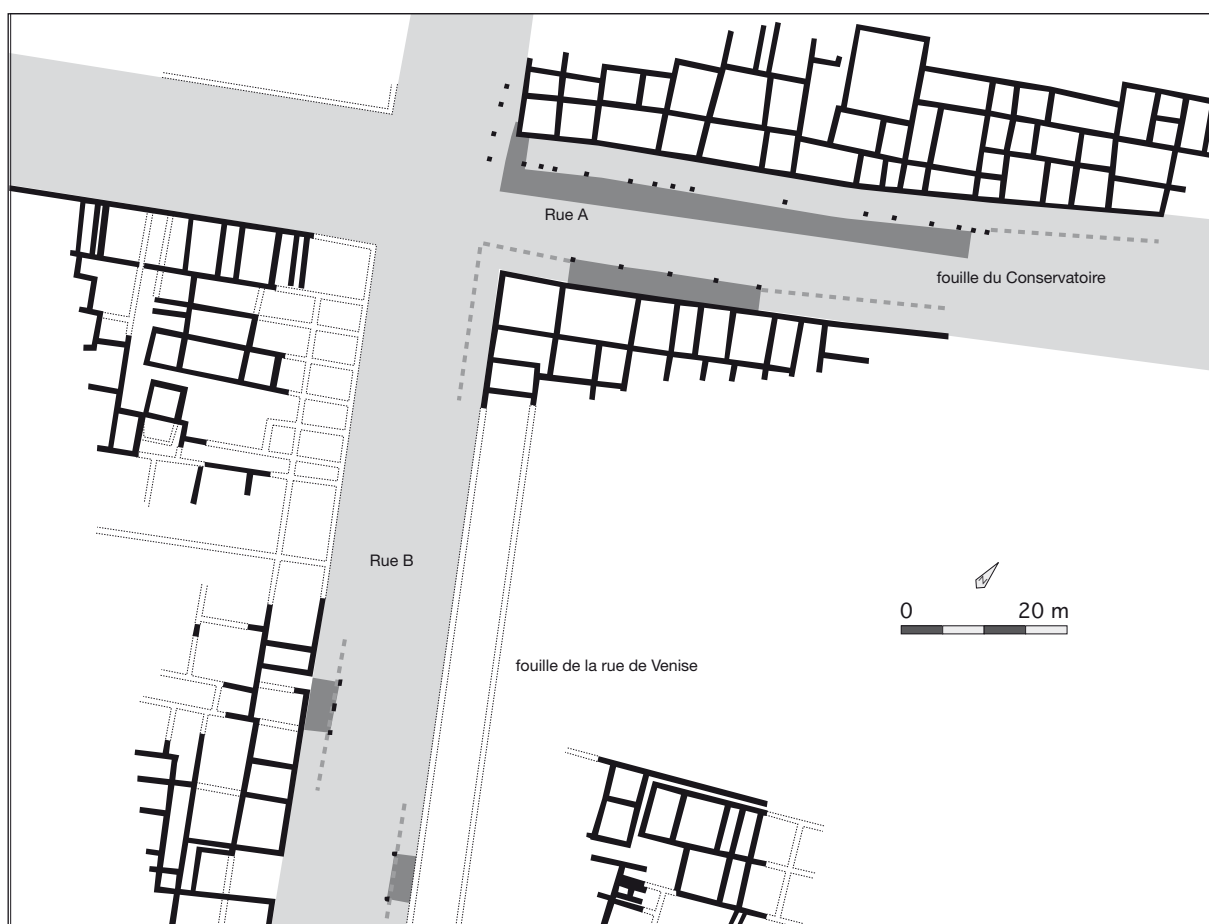 Rue A
fouille du Conservatoire
Rue B
0 20 m
fouille de la rue de Venise